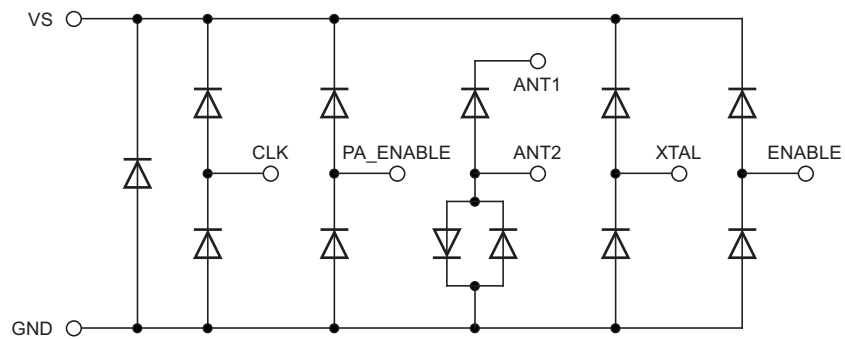 VS
ANT1
CLK
PA_ENABLE
ANT2
XTAL
ENABLE
GND